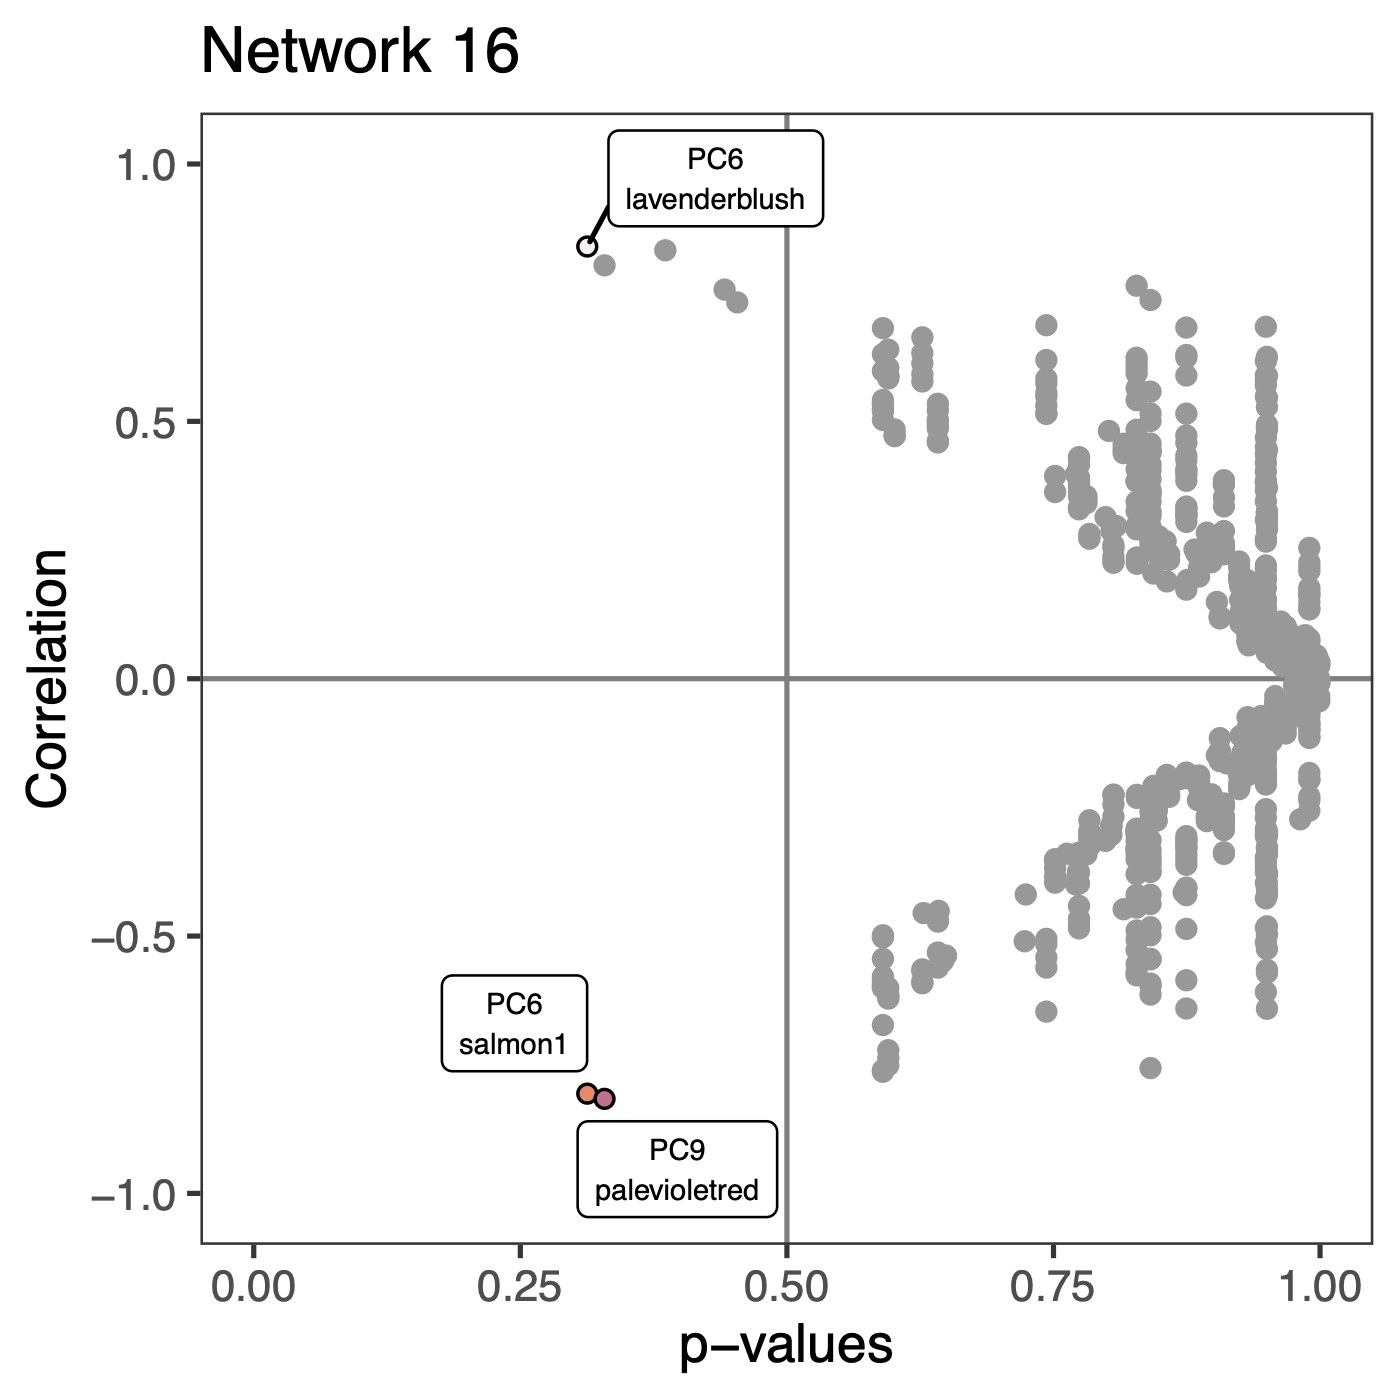 Network 16
PC6
lavenderblush
1.0
0.5
0.0
−0.5
−1.0
Correlation
PC6
salmon1
PC9
palevioletred
0.00
0.25
0.50
0.75
1.00
p−values